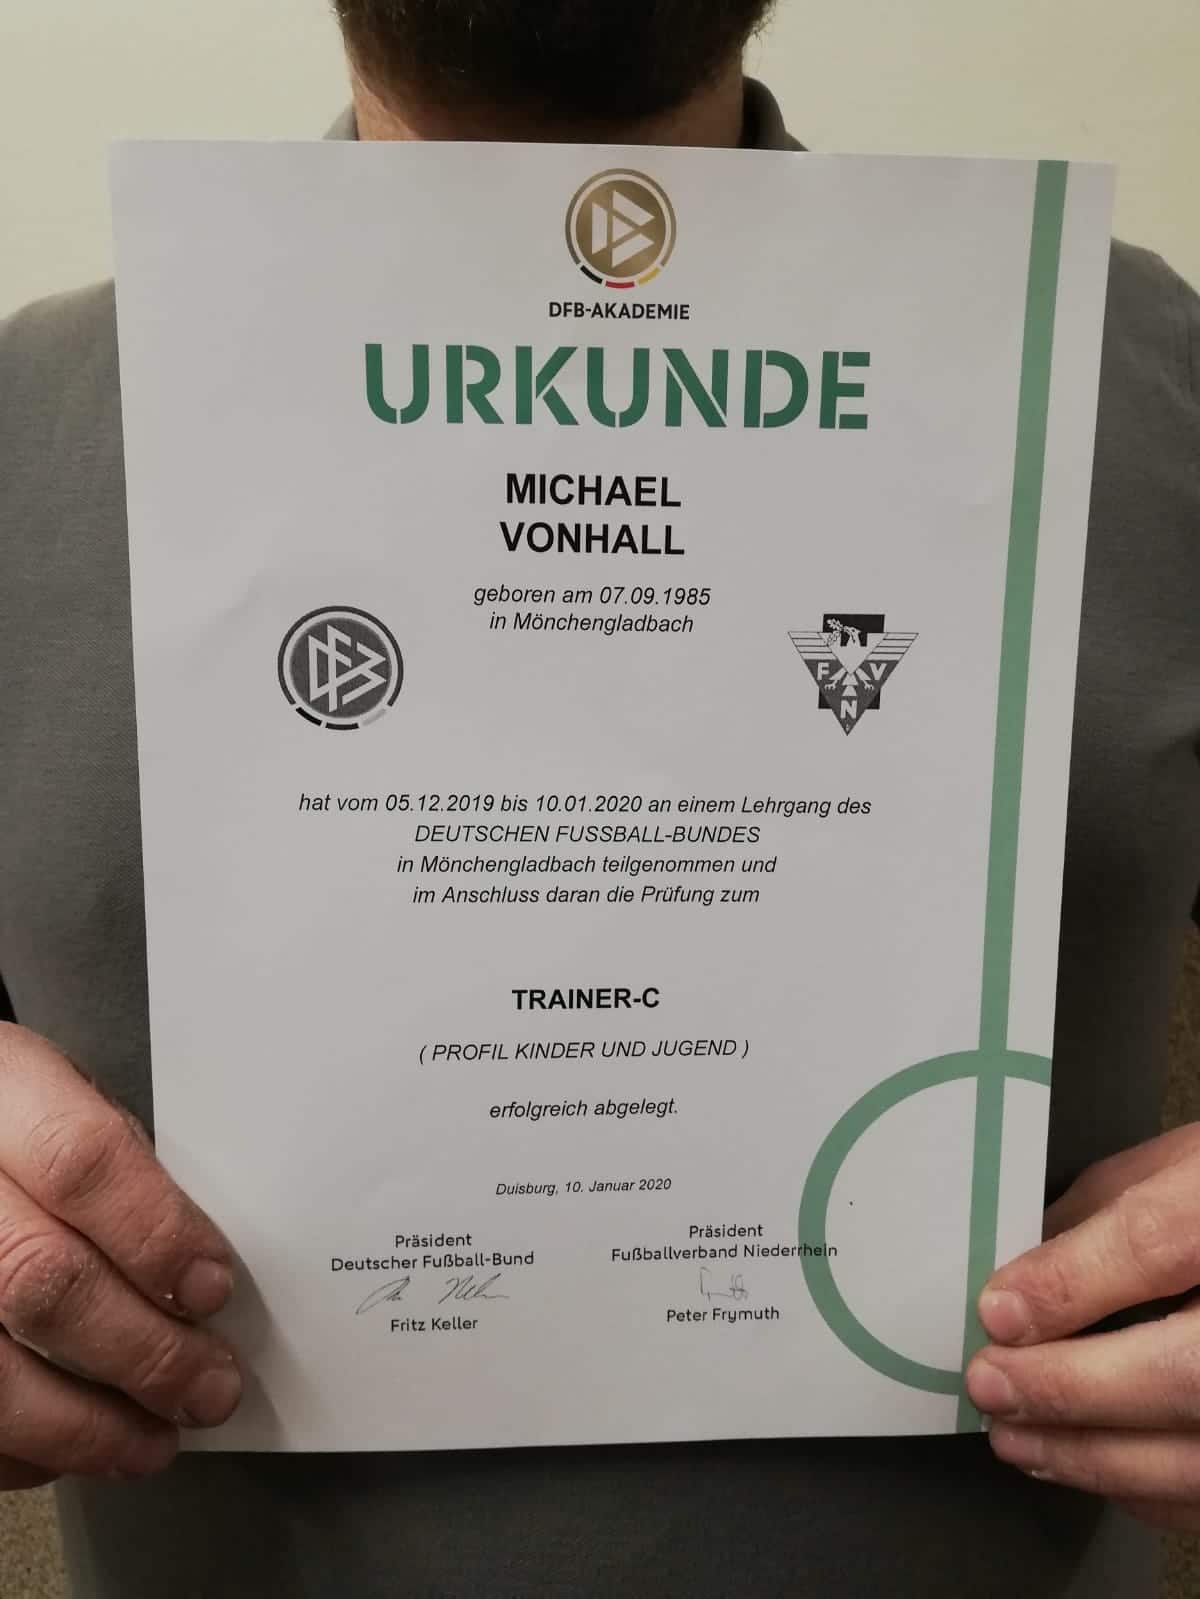 DFB-AKADEMIE
URKUNDE
MICHAEL
VONHALL
geboren am 07.09.1985
in Mönchengladbach
DFB
F V
N
hat vom 05.12.2019 bis 10.01.2020 an einem Lehrgang des
DEUTSCHEN FUSSBALL-BUNDES
in Mönchengladbach teilgenommen und
im Anschluss daran die Prüfung zum
TRAINER-C
( PROFIL KINDER UND JUGEND )
erfolgreich abgelegt.
Duisburg, 10. Januar 2020
Präsident
Deutscher Fußball-Bund
Fritz Keller
Präsident
Fußballverband Niederrhein
Peter Frymuth